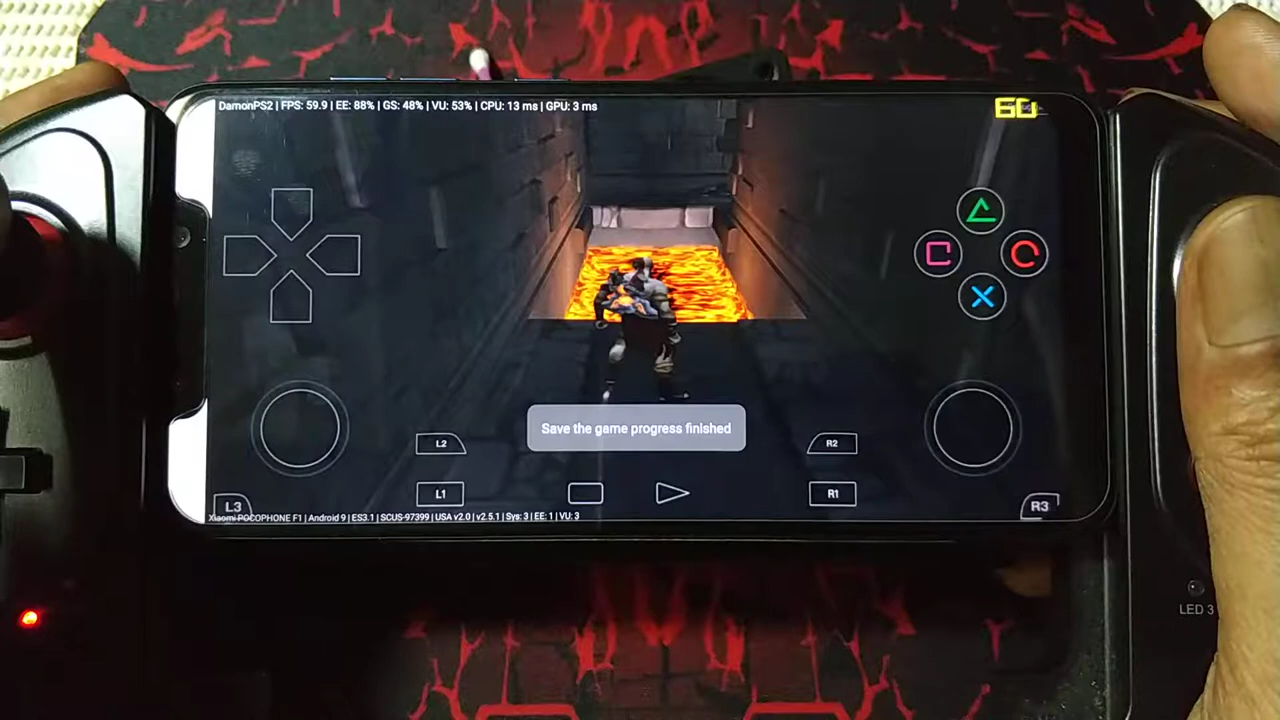 DamonPS2 | FPS: 59.9 | EE: 88% | GS: 48% | VU: 53% | CPU: 13 ms | GPU: 3 ms
60
Save the game progress finished
L2
R2
L1
R1
L3
R3
Xiaomi POCOPHONE F1 | Android 9 | ES3.1 | SCUS-97399 | USA v2.0 | v2.5.1 | Sys: 3 | EE: 1 | VU: 3
LED 3